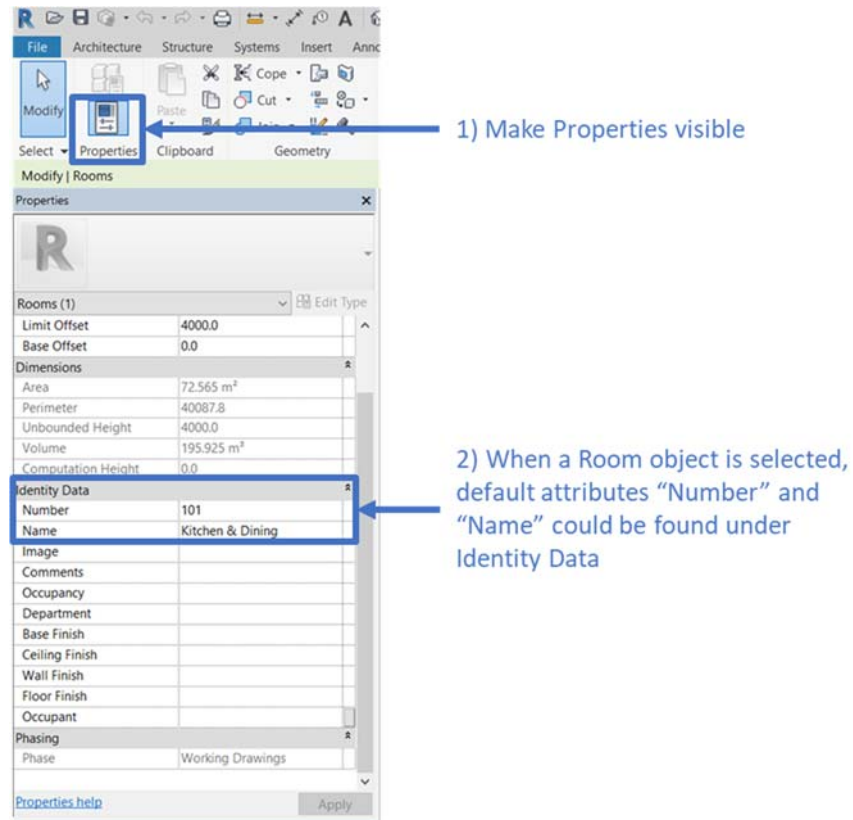 File Architecture Structure Systems Insert Anno
Cope
Modify
Paste
Cut
Join
Select Properties Clipboard Geometry
1) Make Properties visible
Modify | Rooms
Properties
Rooms (1) Edit Type
Limit Offset 4000.0
Base Offset 0.0
Dimensions
Area 72.565 m²
Perimeter 40087.8
Unbounded Height 4000.0
Volume 195.925 m²
Computation Height 0.0
Identity Data
Number 101
Name Kitchen & Dining
2) When a Room object is selected,
default attributes “Number” and
“Name” could be found under
Identity Data
Image
Comments
Occupancy
Department
Base Finish
Ceiling Finish
Wall Finish
Floor Finish
Occupant
Phasing
Phase Working Drawings
Properties help Apply